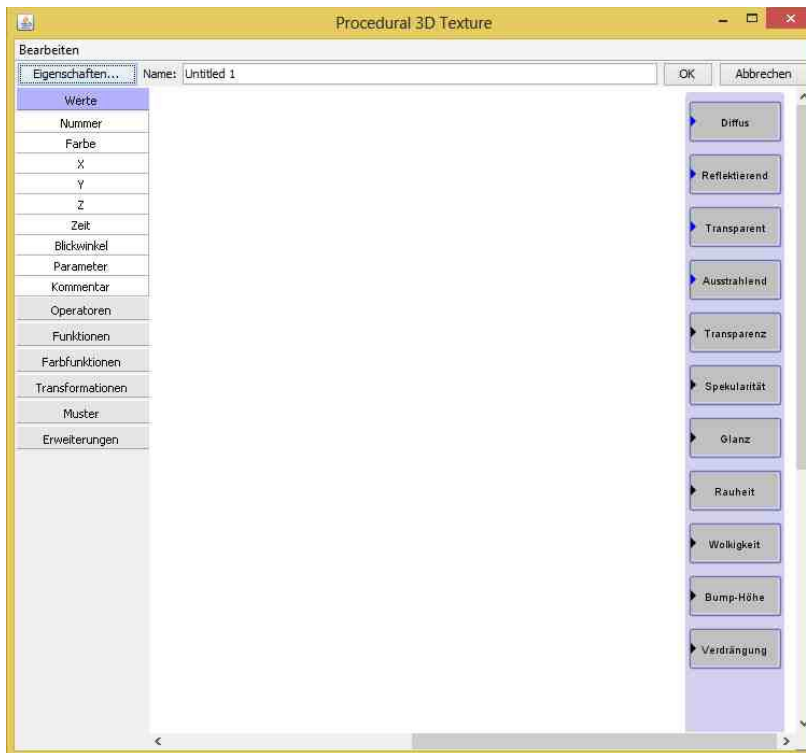 Procedural 3D Texture
Bearbeiten
Eigenschaften... Name: Untitled 1 OK Abbrechen
Werte
Nummer
Farbe
X
Y
Z
Zeit
Blickwinkel
Parameter
Kommentar
Operatoren
Funktionen
Farbfunktionen
Transformationen
Muster
Erweiterungen
Diffus
Reflektierend
Transparent
Ausstrahlend
Transparenz
Spekularität
Glanz
Rauheit
Wolkigkeit
Bump-Höhe
Verdrängung